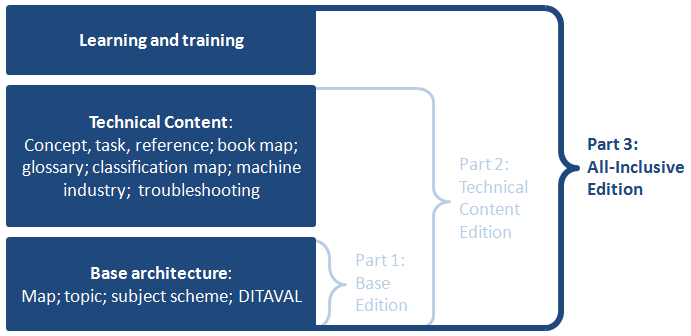 Learning and training
Technical Content:
Concept, task, reference; book map;
glossary; classification map; machine
industry; troubleshooting
Base architecture:
Map; topic; subject scheme; DITAVAL
Part 1:
Base
Edition
Part 2:
Technical
Content
Edition
Part 3:
All-Inclusive
Edition